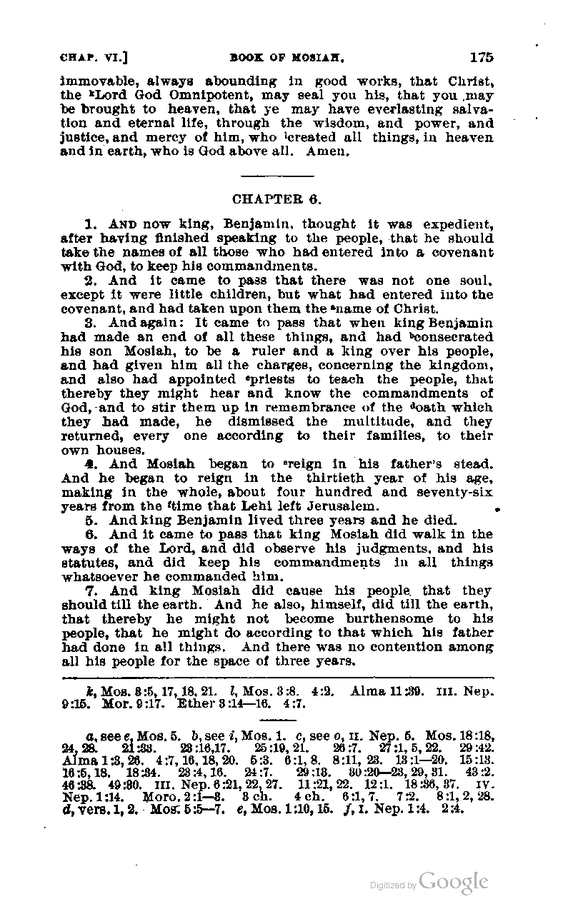 CHAP. VI.] BOOK OF MOSIAH. 175
immovable, always abounding in good works, that Christ,
the ᵏLord God Omnipotent, may seal you his, that you may
be brought to heaven, that ye may have everlasting salva-
tion and eternal life, through the wisdom, and power, and
justice, and mercy of him, who ˡcreated all things, in heaven
and in earth, who is God above all. Amen.
CHAPTER 6.
1. AND now king, Benjamin, thought it was expedient,
after having finished speaking to the people, that he should
take the names of all those who had entered into a covenant
with God, to keep his commandments.
2. And it came to pass that there was not one soul,
except it were little children, but what had entered into the
covenant, and had taken upon them the ᵃname of Christ.
3. And again: It came to pass that when king Benjamin
had made an end of all these things, and had ᵇconsecrated
his son Mosiah, to be a ruler and a king over his people,
and had given him all the charges, concerning the kingdom,
and also had appointed ᶜpriests to teach the people, that
thereby they might hear and know the commandments of
God, and to stir them up in remembrance of the ᵈoath which
they had made, he dismissed the multitude, and they
returned, every one according to their families, to their
own houses.
4. And Mosiah began to ᵉreign in his father's stead.
And he began to reign in the thirtieth year of his age,
making in the whole, about four hundred and seventy-six
years from the ᶠtime that Lehi left Jerusalem.
5. And king Benjamin lived three years and he died.
6. And it came to pass that king Mosiah did walk in the
ways of the Lord, and did observe his judgments, and his
statutes, and did keep his commandments in all things
whatsoever he commanded him.
7. And king Mosiah did cause his people that they
should till the earth. And he also, himself, did till the earth,
that thereby he might not become burthensome to his
people, that he might do according to that which his father
had done in all things. And there was no contention among
all his people for the space of three years.
k, Mos. 3:5, 17, 18, 21. l, Mos. 3:8. 4:2. Alma 11:39. III. Nep.
9:15. Mor. 9:17. Ether 3:14—16. 4:7.
a, see e, Mos. 5. b, see i, Mos. 1. c, see o, II. Nep. 6. Mos. 18:18,
24, 28. 21:33. 23:16,17. 25:19, 21. 26:7. 27:1, 5, 22. 29:42.
Alma 1:3, 26. 4:7, 16, 18, 20. 5:3. 6:1, 8. 8:11, 23. 13:1—20. 15:13.
16:5, 18. 18:34. 23:4, 16. 24:7. 29:13. 30:20—23, 29, 31. 43:2.
46:38. 49:30. III. Nep. 6:21, 22, 27. 11:21, 22. 12:1. 18:36, 37. IV.
Nep. 1:14. Moro. 2:1—3. 3 ch. 4 ch. 6:1, 7. 7:2. 8:1, 2, 28.
d, vers. 1, 2. Mos. 5:5—7. e, Mos. 1:10, 15. f, I. Nep. 1:4. 2:4.
Digitized by Google